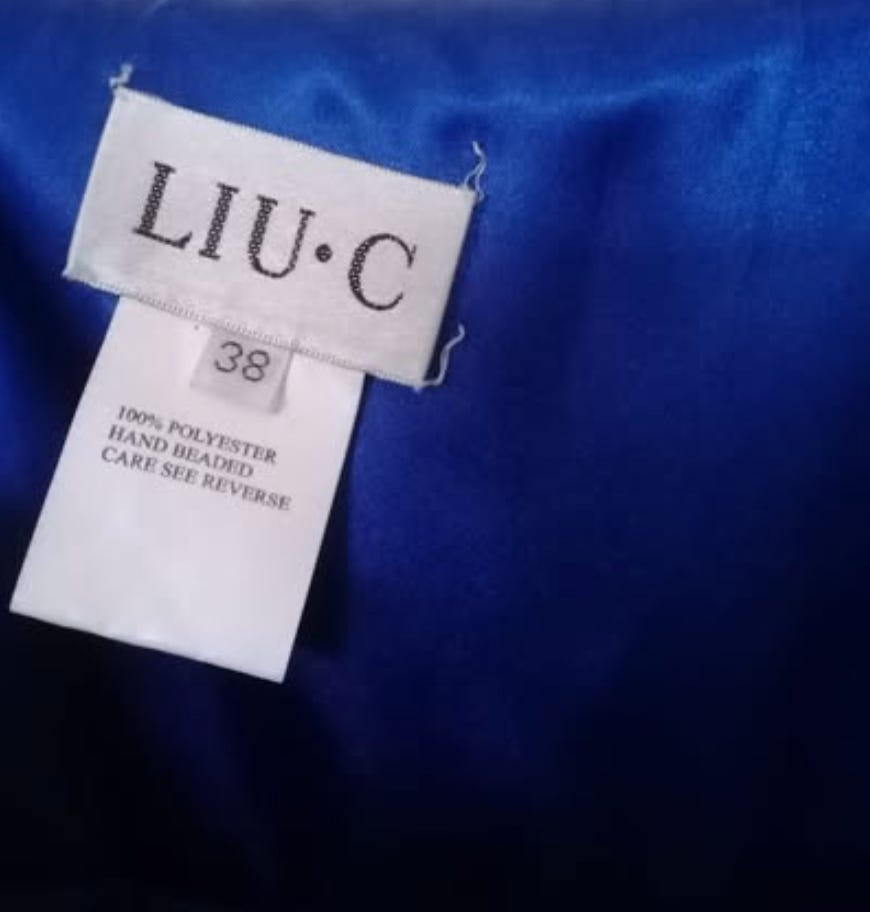 LIU·C
38
100% POLYESTER
HAND BEADED
CARE SEE REVERSE